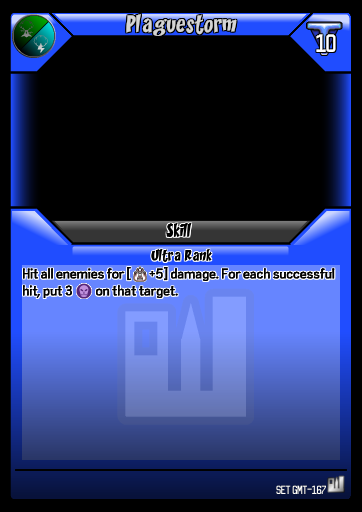 Plaguestorm
10
Skill
Ultra Rank
Hit all enemies for [ +5] damage. For each successful
hit, put 3 on that target.
SET GMT-167